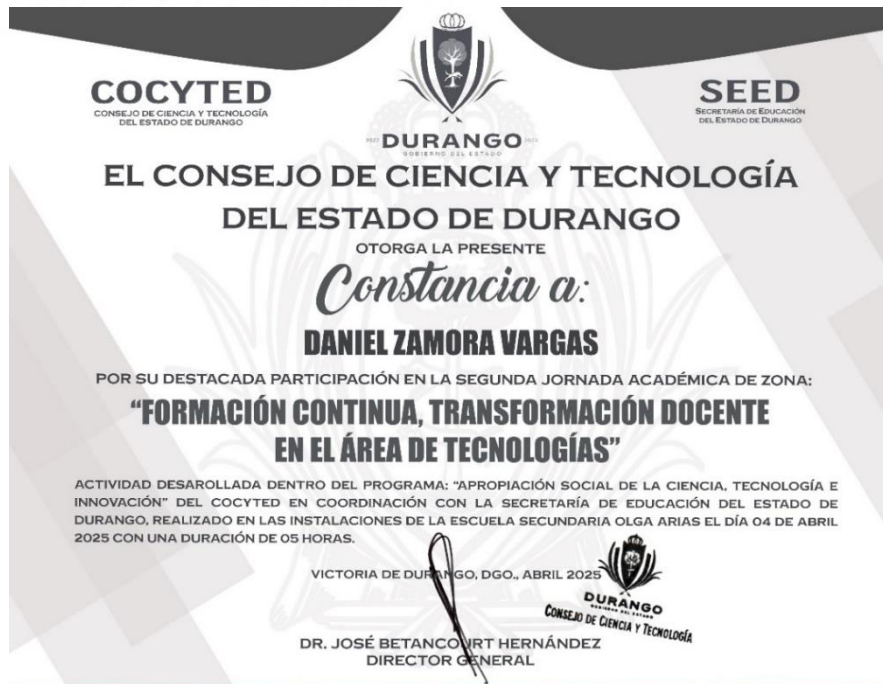 COCYTED
CONSEJO DE CIENCIA Y TECNOLOGÍA
DEL ESTADO DE DURANGO
DURANGO
GOBIERNO DEL ESTADO
SEED
SECRETARÍA DE EDUCACIÓN
DEL ESTADO DE DURANGO
EL CONSEJO DE CIENCIA Y TECNOLOGÍA
DEL ESTADO DE DURANGO
OTORGA LA PRESENTE
Constancia a:
DANIEL ZAMORA VARGAS
POR SU DESTACADA PARTICIPACIÓN EN LA SEGUNDA JORNADA ACADÉMICA DE ZONA:
“FORMACIÓN CONTINUA, TRANSFORMACIÓN DOCENTE
EN EL ÁREA DE TECNOLOGÍAS”
ACTIVIDAD DESAROLLADA DENTRO DEL PROGRAMA: “APROPIACIÓN SOCIAL DE LA CIENCIA, TECNOLOGÍA E
INNOVACIÓN” DEL COCYTED EN COORDINACIÓN CON LA SECRETARÍA DE EDUCACIÓN DEL ESTADO DE
DURANGO, REALIZADO EN LAS INSTALACIONES DE LA ESCUELA SECUNDARIA OLGA ARIAS EL DÍA 04 DE ABRIL
2025 CON UNA DURACIÓN DE 05 HORAS.
VICTORIA DE DURANGO, DGO., ABRIL 2025
DURANGO
GOBIERNO DEL ESTADO
CONSEJO DE CIENCIA Y TECNOLOGÍA
DR. JOSÉ BETANCOURT HERNÁNDEZ
DIRECTOR GENERAL